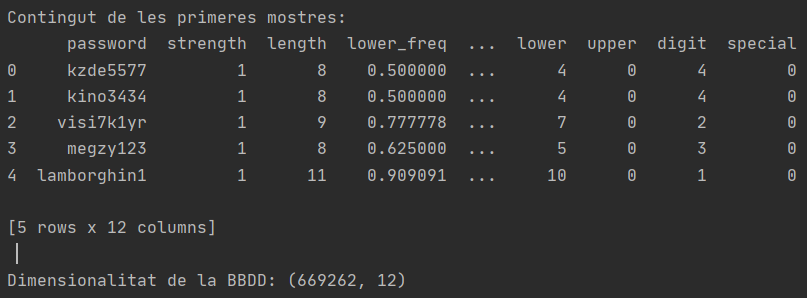 Contingut de les primeres mostres:
password strength length lower_freq ... lower upper digit special
0 kzde5577 1 8 0.500000 ... 4 0 4 0
1 kino3434 1 8 0.500000 ... 4 0 4 0
2 visi7k1yr 1 9 0.777778 ... 7 0 2 0
3 megzy123 1 8 0.625000 ... 5 0 3 0
4 lamborghin1 1 11 0.909091 ... 10 0 1 0
[5 rows x 12 columns]
Dimensionalitat de la BBDD: (669262, 12)